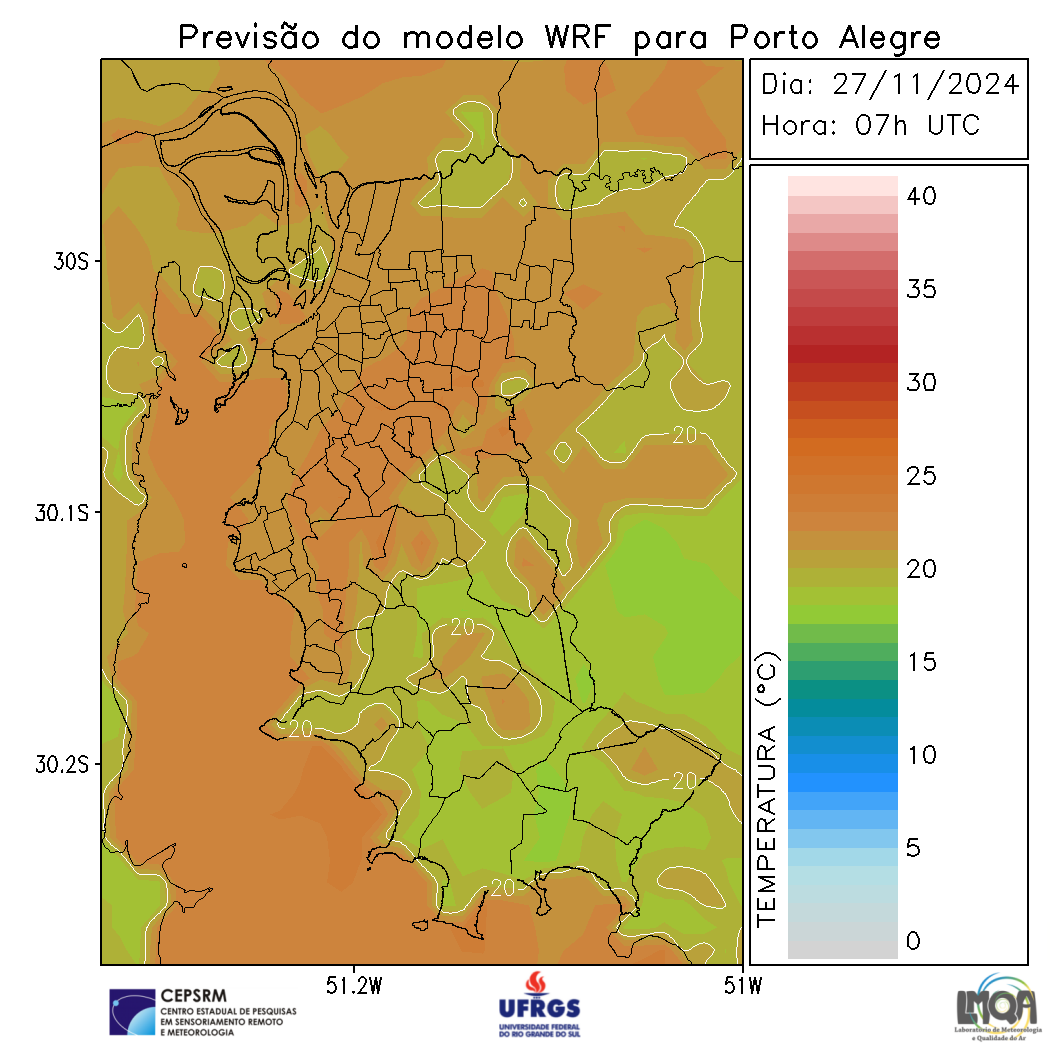 Previsão do modelo WRF para Porto Alegre
Dia: 27/11/2024
Hora: 07h UTC
40
35
30
25
20
15
10
5
0
TEMPERATURA (°C)
30S
30.1S
30.2S
20
20
20
20
20
51.2W
51W
CEPSRM
CENTRO ESTADUAL DE PESQUISAS
EM SENSORIAMENTO REMOTO
E METEOROLOGIA
UFRGS
UNIVERSIDADE FEDERAL
DO RIO GRANDE DO SUL
LMQA
Laboratório de Meteorologia
e Qualidade do Ar